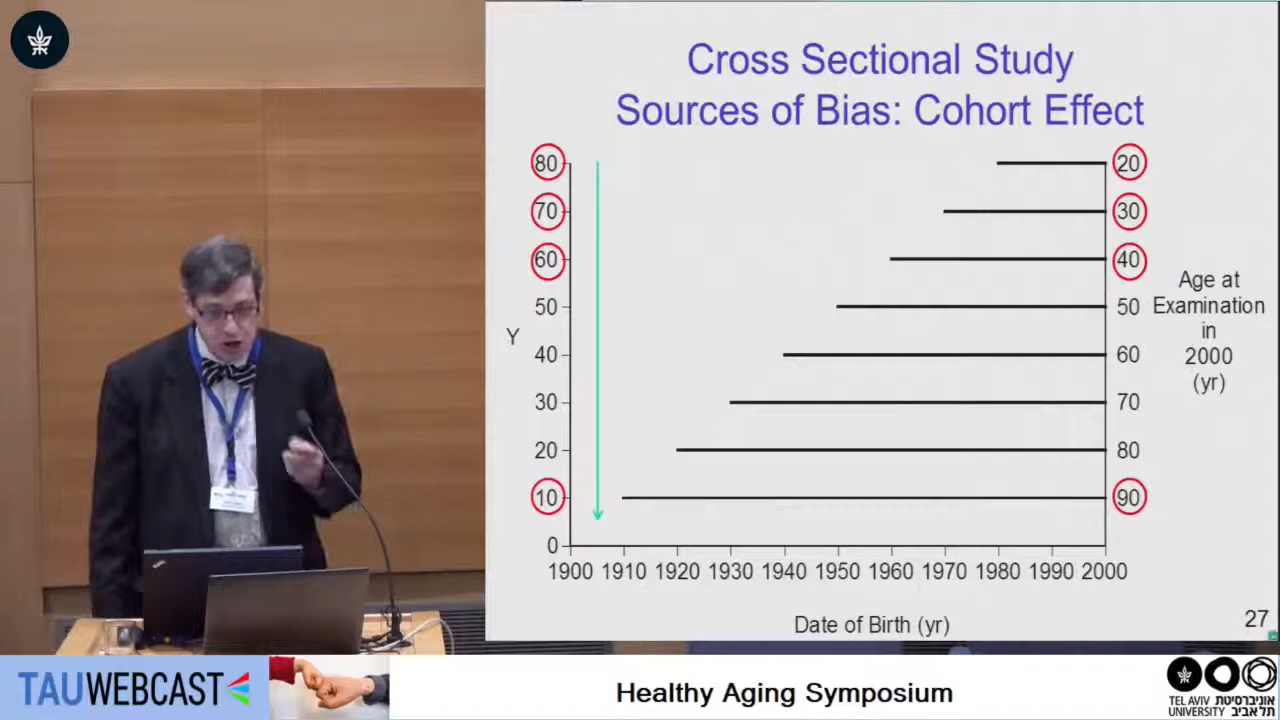 Cross Sectional Study
Sources of Bias: Cohort Effect
80
70
60
50
40
30
20
10
0
Y
20
30
40
50
60
70
80
90
Age at
Examination
in
2000
(yr)
1900 1910 1920 1930 1940 1950 1960 1970 1980 1990 2000
Date of Birth (yr)
27
TAUWEBCAST
Healthy Aging Symposium
TEL AVIV אוניברסיטת
UNIVERSITY תל אביב